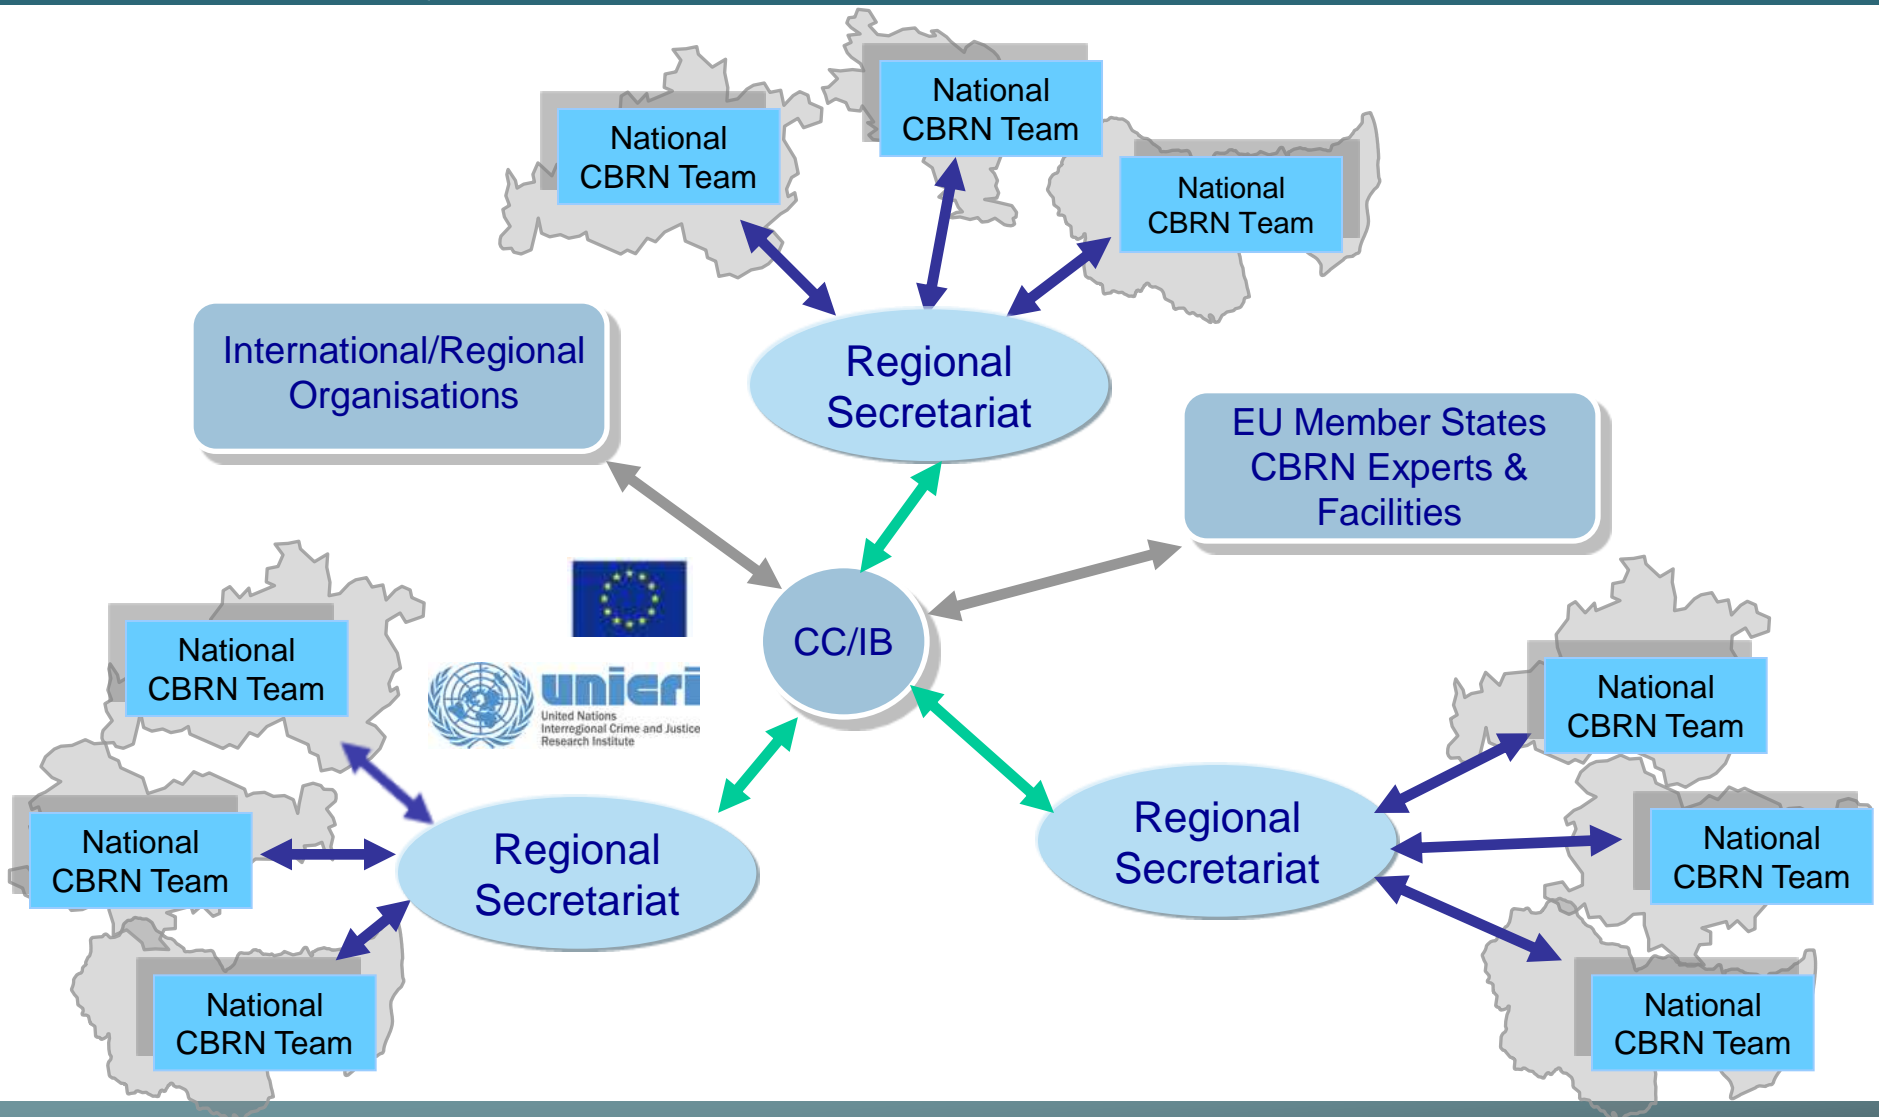 National
CBRN Team
National
CBRN Team
National
CBRN Team
International/Regional
Organisations
Regional
Secretariat
EU Member States
CBRN Experts &
Facilities
CC/IB
unicri
United Nations
Interregional Crime and Justice
Research Institute
National
CBRN Team
National
CBRN Team
National
CBRN Team
Regional
Secretariat
Regional
Secretariat
National
CBRN Team
National
CBRN Team
National
CBRN Team